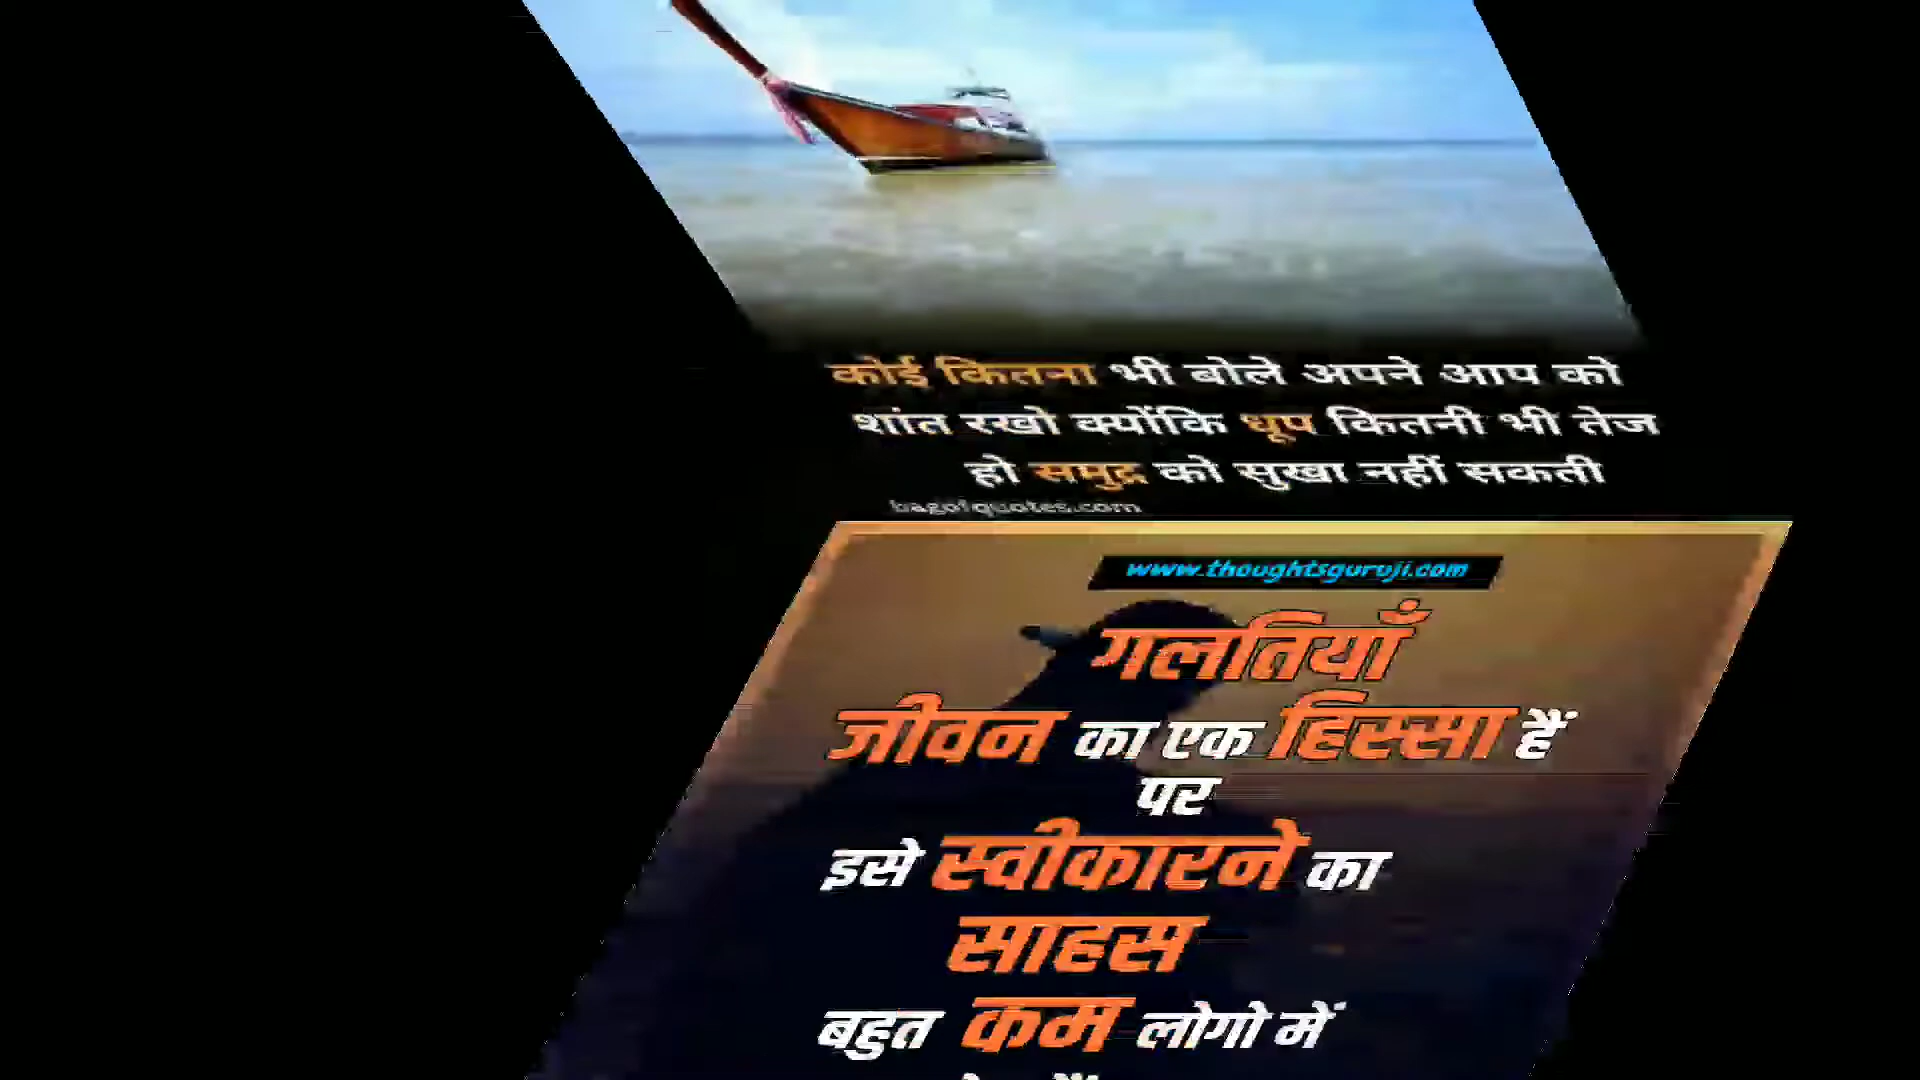 कोई कितना भी बोले अपने आप को
शांत रखो क्योंकि धूप कितनी भी तेज
हो समुद्र को सुखा नहीं सकती
bagofquotes.com
www.thoughtsguruji.com
गलतियाँ
जीवन का एक हिस्सा हैं
पर
इसे स्वीकारने का
साहस
बहुत कम लोगो में